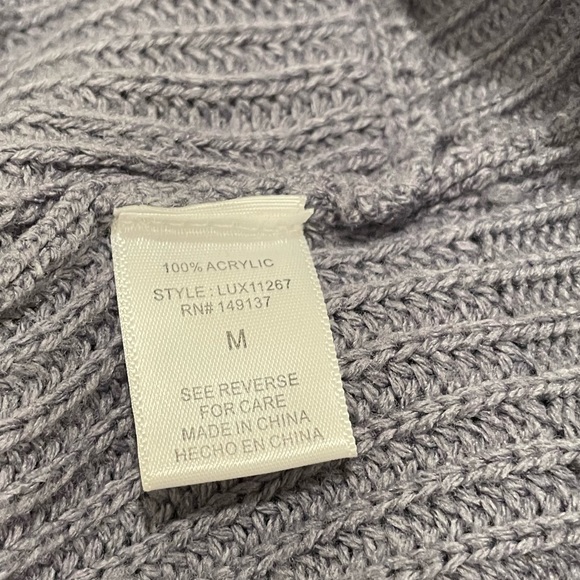 100% ACRYLIC
STYLE : LUX11267
RN# 149137
M
SEE REVERSE
FOR CARE
MADE IN CHINA
HECHO EN CHINA